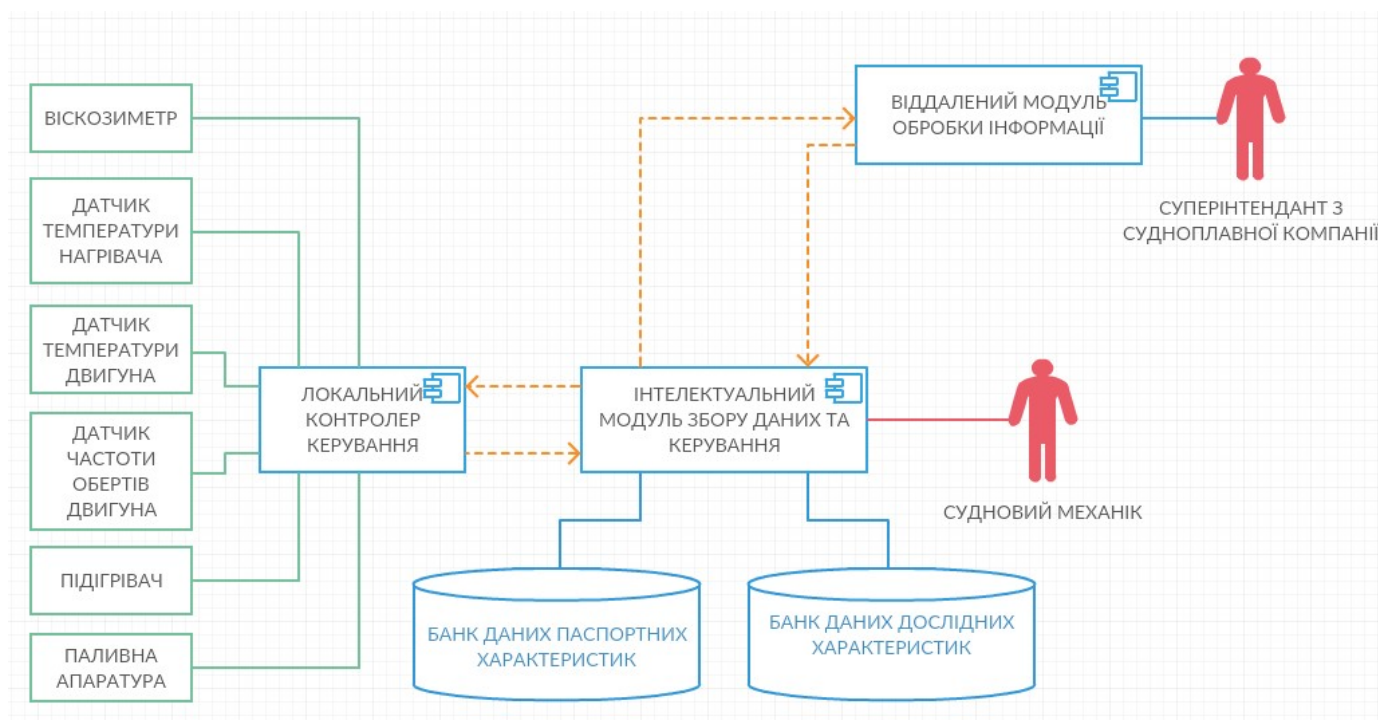 ВІСКОЗИМЕТР
ДАТЧИК
ТЕМПЕРАТУРИ
НАГРІВАЧА
ДАТЧИК
ТЕМПЕРАТУРИ
ДВИГУНА
ДАТЧИК
ЧАСТОТИ
ОБЕРТІВ
ДВИГУНА
ПІДІГРІВАЧ
ПАЛИВНА
АПАРАТУРА
ЛОКАЛЬНИЙ
КОНТРОЛЕР
КЕРУВАННЯ
ІНТЕЛЕКТУАЛЬНИЙ
МОДУЛЬ ЗБОРУ ДАНИХ ТА
КЕРУВАННЯ
ВІДДАЛЕНИЙ МОДУЛЬ
ОБРОБКИ ІНФОРМАЦІЇ
СУПЕРІНТЕНДАНТ З
СУДНОПЛАВНОЇ КОМПАНІЇ
СУДНОВИЙ МЕХАНІК
БАНК ДАНИХ ПАСПОРТНИХ
ХАРАКТЕРИСТИК
БАНК ДАНИХ ДОСЛІДНИХ
ХАРАКТЕРИСТИК